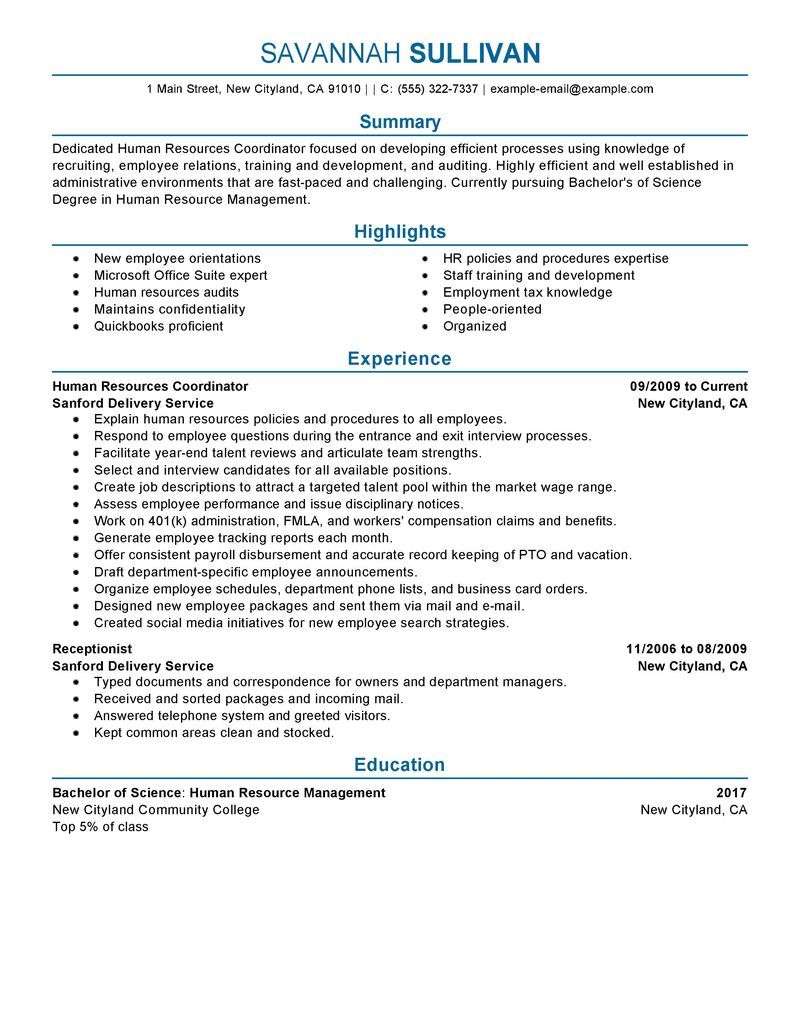 SAVANNAH SULLIVAN
1 Main Street, New Cityland, CA 91010 | | C: (555) 322-7337 | example-email@example.com
Summary
Dedicated Human Resources Coordinator focused on developing efficient processes using knowledge of
recruiting, employee relations, training and development, and auditing. Highly efficient and well established in
administrative environments that are fast-paced and challenging. Currently pursuing Bachelor's of Science
Degree in Human Resource Management.
Highlights
• New employee orientations
• Microsoft Office Suite expert
• Human resources audits
• Maintains confidentiality
• Quickbooks proficient
• HR policies and procedures expertise
• Staff training and development
• Employment tax knowledge
• People-oriented
• Organized
Experience
Human Resources Coordinator 09/2009 to Current
Sanford Delivery Service New Cityland, CA
• Explain human resources policies and procedures to all employees.
• Respond to employee questions during the entrance and exit interview processes.
• Facilitate year-end talent reviews and articulate team strengths.
• Select and interview candidates for all available positions.
• Create job descriptions to attract a targeted talent pool within the market wage range.
• Assess employee performance and issue disciplinary notices.
• Work on 401(k) administration, FMLA, and workers' compensation claims and benefits.
• Generate employee tracking reports each month.
• Offer consistent payroll disbursement and accurate record keeping of PTO and vacation.
• Draft department-specific employee announcements.
• Organize employee schedules, department phone lists, and business card orders.
• Designed new employee packages and sent them via mail and e-mail.
• Created social media initiatives for new employee search strategies.
Receptionist 11/2006 to 08/2009
Sanford Delivery Service New Cityland, CA
• Typed documents and correspondence for owners and department managers.
• Received and sorted packages and incoming mail.
• Answered telephone system and greeted visitors.
• Kept common areas clean and stocked.
Education
Bachelor of Science: Human Resource Management 2017
New Cityland Community College New Cityland, CA
Top 5% of class